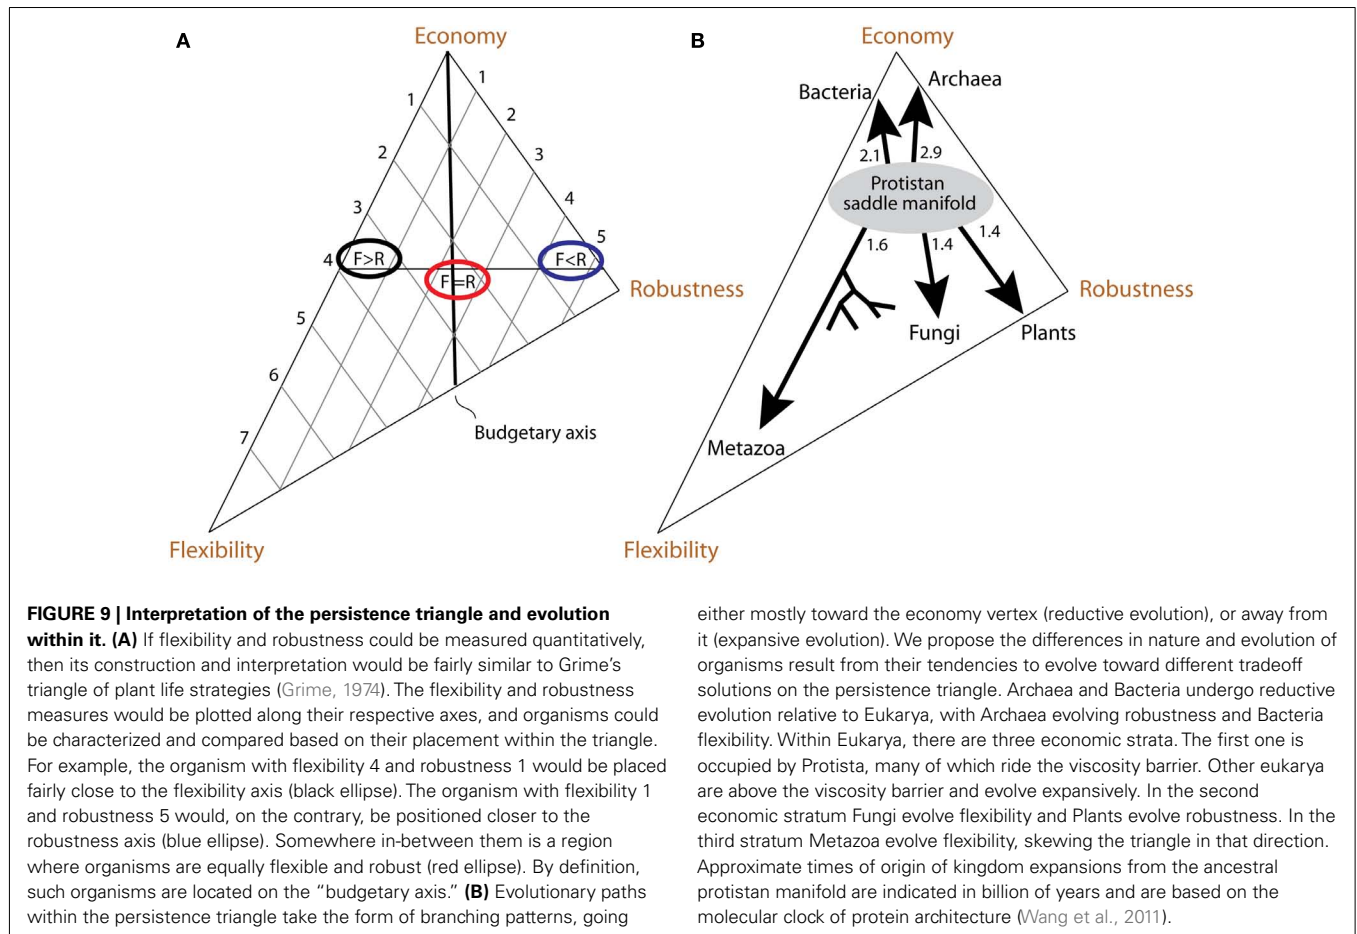 A
Economy
1
2
3
4
5
6
7
1
2
3
4
5
F>R
F=R
F<R
Robustness
Budgetary axis
Flexibility
B
Economy
Bacteria
Archaea
2.1
2.9
Protistan
saddle manifold
1.6
1.4
1.4
Robustness
Fungi
Plants
Metazoa
Flexibility
FIGURE 9 | Interpretation of the persistence triangle and evolution
within it. (A) If flexibility and robustness could be measured quantitatively,
then its construction and interpretation would be fairly similar to Grime's
triangle of plant life strategies (Grime, 1974). The flexibility and robustness
measures would be plotted along their respective axes, and organisms could
be characterized and compared based on their placement within the triangle.
For example, the organism with flexibility 4 and robustness 1 would be placed
fairly close to the flexibility axis (black ellipse). The organism with flexibility 1
and robustness 5 would, on the contrary, be positioned closer to the
robustness axis (blue ellipse). Somewhere in-between them is a region
where organisms are equally flexible and robust (red ellipse). By definition,
such organisms are located on the "budgetary axis." (B) Evolutionary paths
within the persistence triangle take the form of branching patterns, going
either mostly toward the economy vertex (reductive evolution), or away from
it (expansive evolution). We propose the differences in nature and evolution of
organisms result from their tendencies to evolve toward different tradeoff
solutions on the persistence triangle. Archaea and Bacteria undergo reductive
evolution relative to Eukarya, with Archaea evolving robustness and Bacteria
flexibility. Within Eukarya, there are three economic strata. The first one is
occupied by Protista, many of which ride the viscosity barrier. Other eukarya
are above the viscosity barrier and evolve expansively. In the second
economic stratum Fungi evolve flexibility and Plants evolve robustness. In the
third stratum Metazoa evolve flexibility, skewing the triangle in that direction.
Approximate times of origin of kingdom expansions from the ancestral
protistan manifold are indicated in billion of years and are based on the
molecular clock of protein architecture (Wang et al., 2011).